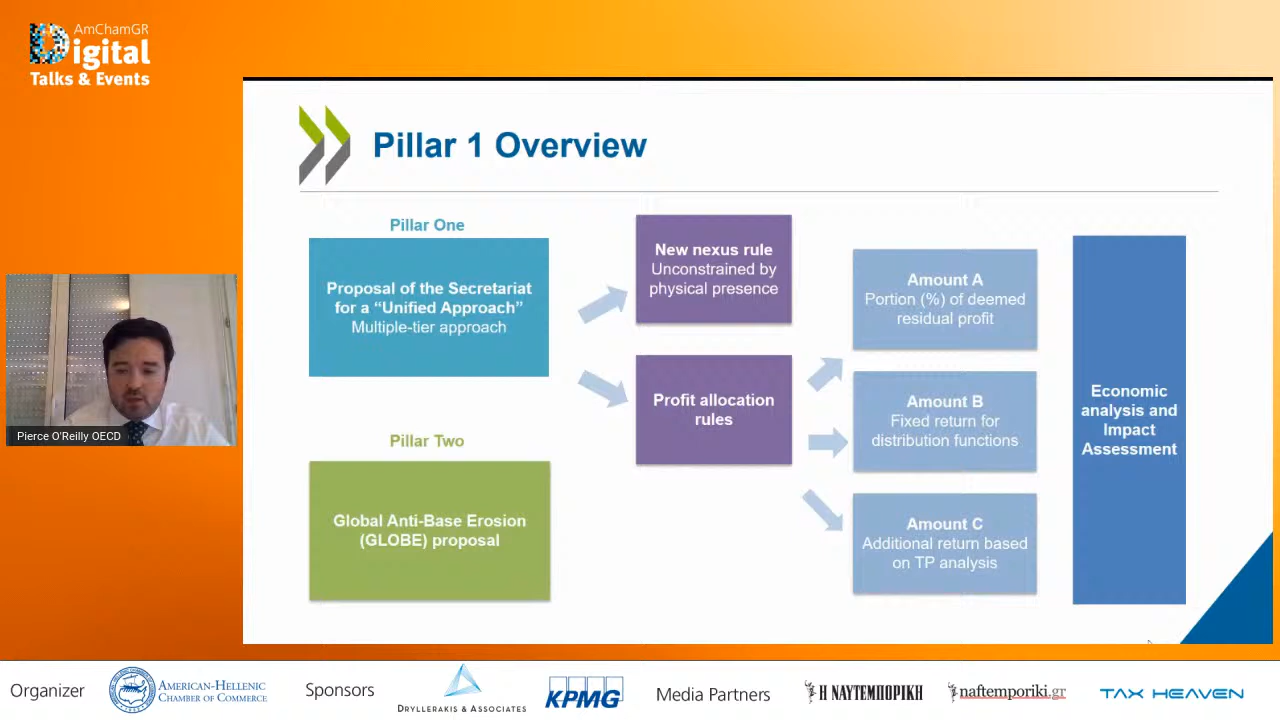 AmChamGR
Digital
Talks & Events
Pillar 1 Overview
Pillar One
Proposal of the Secretariat
for a “Unified Approach”
Multiple-tier approach
New nexus rule
Unconstrained by
physical presence
Profit allocation
rules
Amount A
Portion (%) of deemed
residual profit
Amount B
Fixed return for
distribution functions
Amount C
Additional return based
on TP analysis
Economic
analysis and
Impact
Assessment
Pillar Two
Global Anti-Base Erosion
(GLOBE) proposal
Pierce O'Reilly OECD
Organizer
AMERICAN-HELLENIC
CHAMBER OF COMMERCE
Sponsors
DRYLLERAKIS & ASSOCIATES
KPMG
Media Partners
Η ΝΑΥΤΕΜΠΟΡΙΚΗ
naftemporiki.gr
TAX HEAVEN